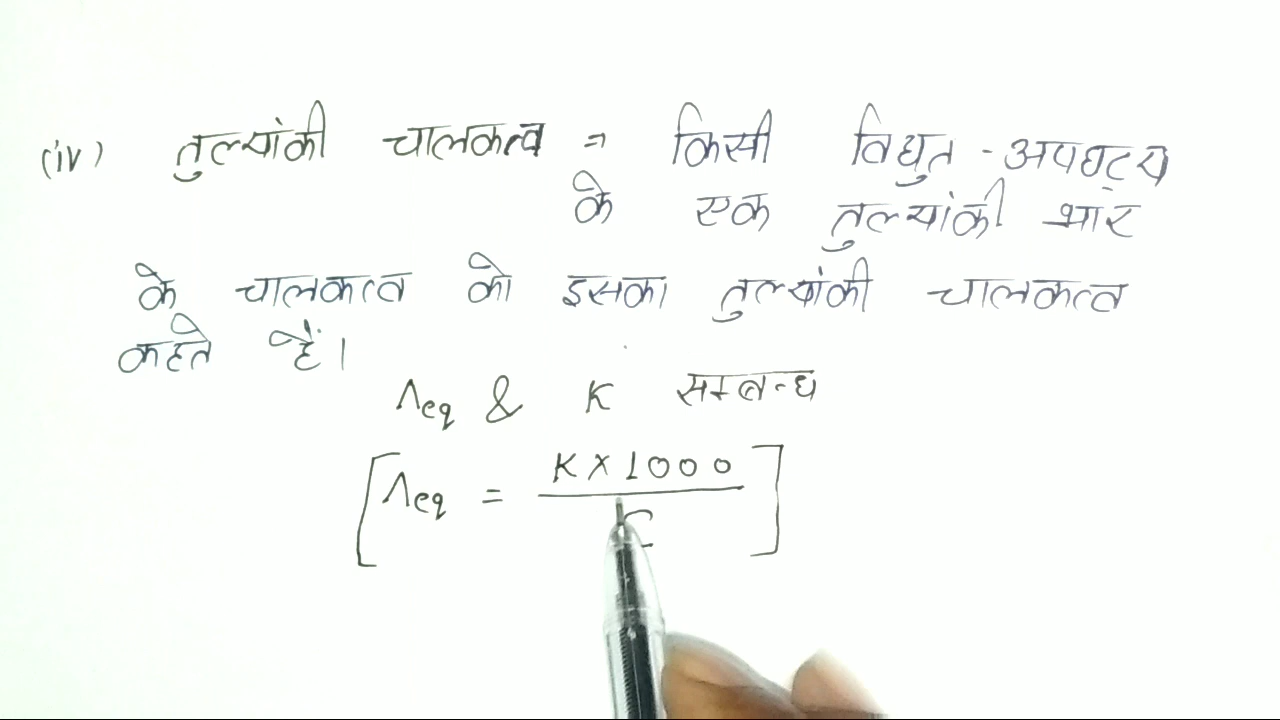 (iv) तुल्यांकी चालकत्व = किसी विद्युत - अपघट्य
के एक तुल्यांकी भार
के चालकत्व को इसका तुल्यांकी चालकत्व
कहते हैं।
Λeq & K सम्बन्ध
[Λeq = K × 1000 / C]